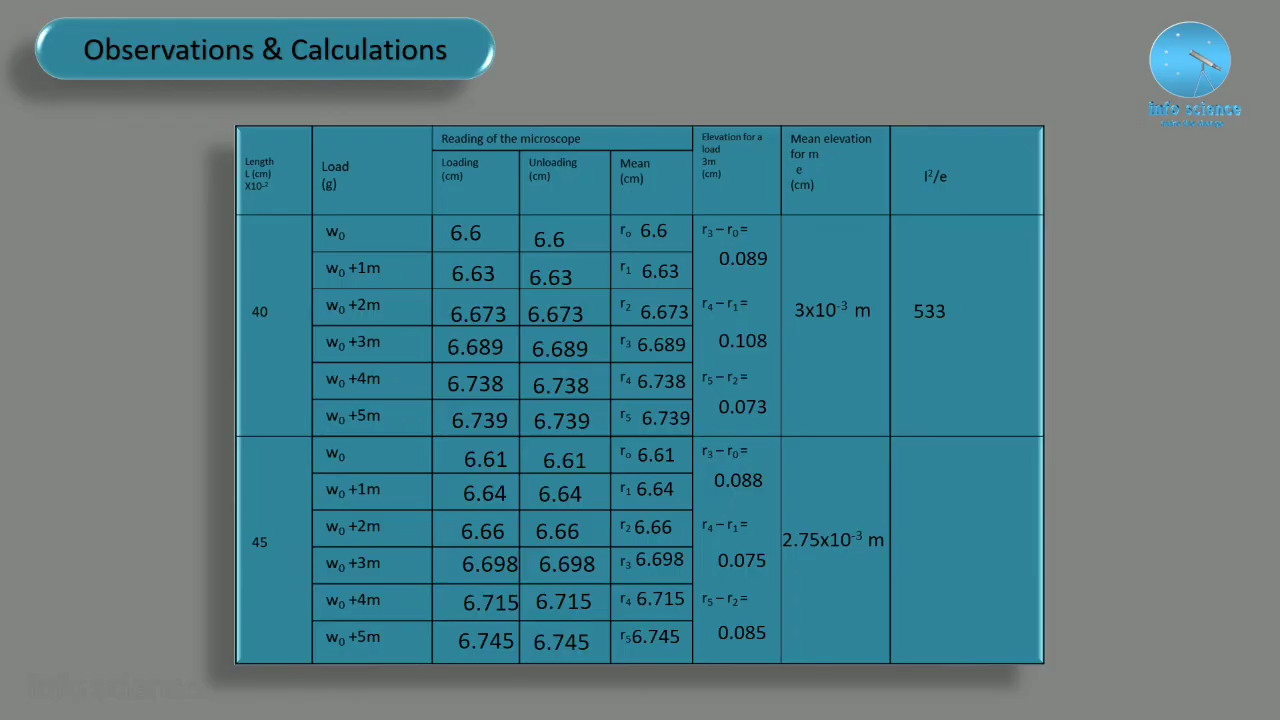 Observations & Calculations
info science
Length
L (cm)
X10-2
Load
(g)
Reading of the microscope
Loading
(cm)
Unloading
(cm)
Mean
(cm)
Elevation for a
load
3m
(cm)
Mean elevation
for m
e
(cm)
l²/e
40
w₀ 6.6 6.6 r₀ 6.6
w₀ +1m 6.63 6.63 r₁ 6.63
w₀ +2m 6.673 6.673 r₂ 6.673
w₀ +3m 6.689 6.689 r₃ 6.689
w₀ +4m 6.738 6.738 r₄ 6.738
w₀ +5m 6.739 6.739 r₅ 6.739
r₃ – r₀ =
0.089
r₄ – r₁ =
0.108
r₅ – r₂ =
0.073
3x10⁻³ m
533
45
w₀ 6.61 6.61 r₀ 6.61
w₀ +1m 6.64 6.64 r₁ 6.64
w₀ +2m 6.66 6.66 r₂ 6.66
w₀ +3m 6.698 6.698 r₃ 6.698
w₀ +4m 6.715 6.715 r₄ 6.715
w₀ +5m 6.745 6.745 r₅ 6.745
r₃ – r₀ =
0.088
r₄ – r₁ =
0.075
r₅ – r₂ =
0.085
2.75x10⁻³ m
info science